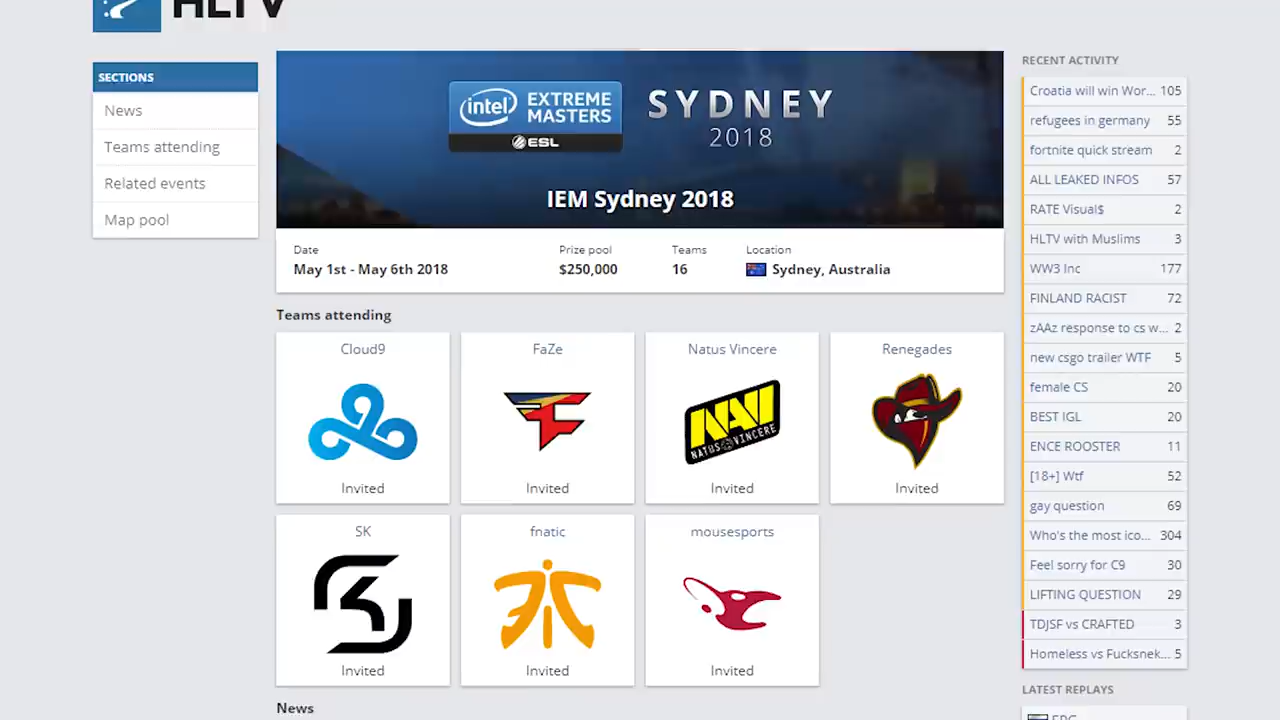 HLTV
SECTIONS
News
Teams attending
Related events
Map pool
intel EXTREME MASTERS
ESL
SYDNEY
2018
IEM Sydney 2018
Date
May 1st - May 6th 2018
Prize pool
$250,000
Teams
16
Location
Sydney, Australia
Teams attending
Cloud9
Invited
FaZe
Invited
Natus Vincere
NAVI
NATUS VINCERE
Invited
Renegades
Invited
SK
Invited
fnatic
Invited
mousesports
Invited
News
RECENT ACTIVITY
Croatia will win Wor... 105
refugees in germany 55
fortnite quick stream 2
ALL LEAKED INFOS 57
RATE Visual$ 2
HLTV with Muslims 3
WW3 Inc 177
FINLAND RACIST 72
zAAz response to cs w... 2
new csgo trailer WTF 5
female CS 20
BEST IGL 20
ENCE ROOSTER 11
[18+] Wtf 52
gay question 69
Who's the most ico... 304
Feel sorry for C9 30
LIFTING QUESTION 29
TDJSF vs CRAFTED 3
Homeless vs Fucksnek... 5
LATEST REPLAYS